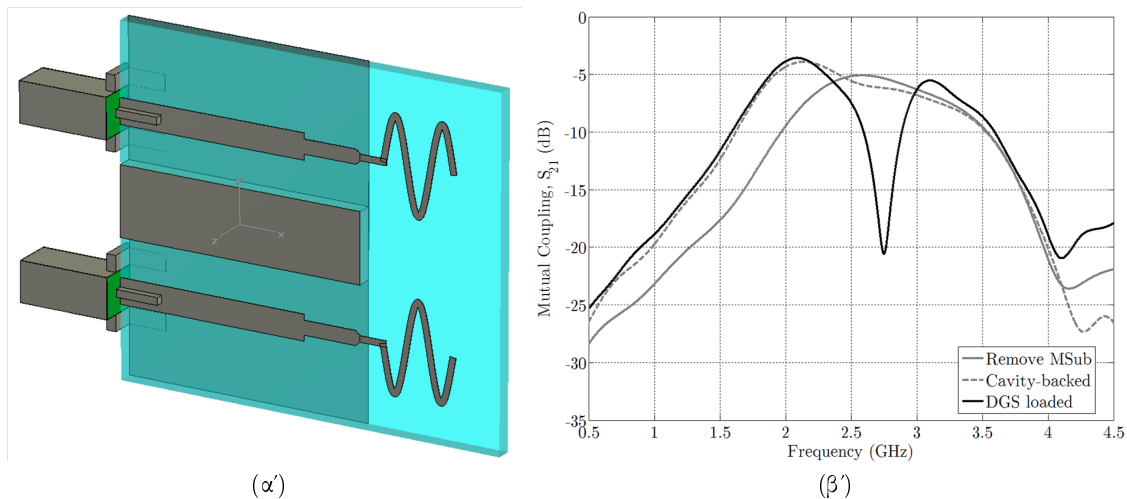 z
x
0
-5
-10
-15
-20
-25
-30
-35
Mutual Coupling, S21 (dB)
Remove MSub
Cavity-backed
DGS loaded
0.5 1 1.5 2 2.5 3 3.5 4 4.5
Frequency (GHz)
(α′) (β′)